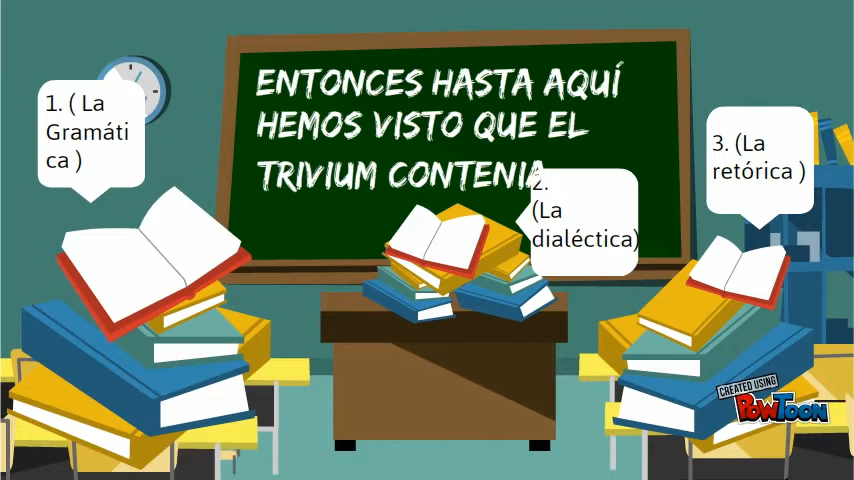 ENTONCES HASTA AQUÍ
HEMOS VISTO QUE EL
TRIVIUM CONTENIA
1. ( La
Gramáti
ca )
2.
(La
dialéctica)
3. (La
retórica )
CREATED USING
POWTOON